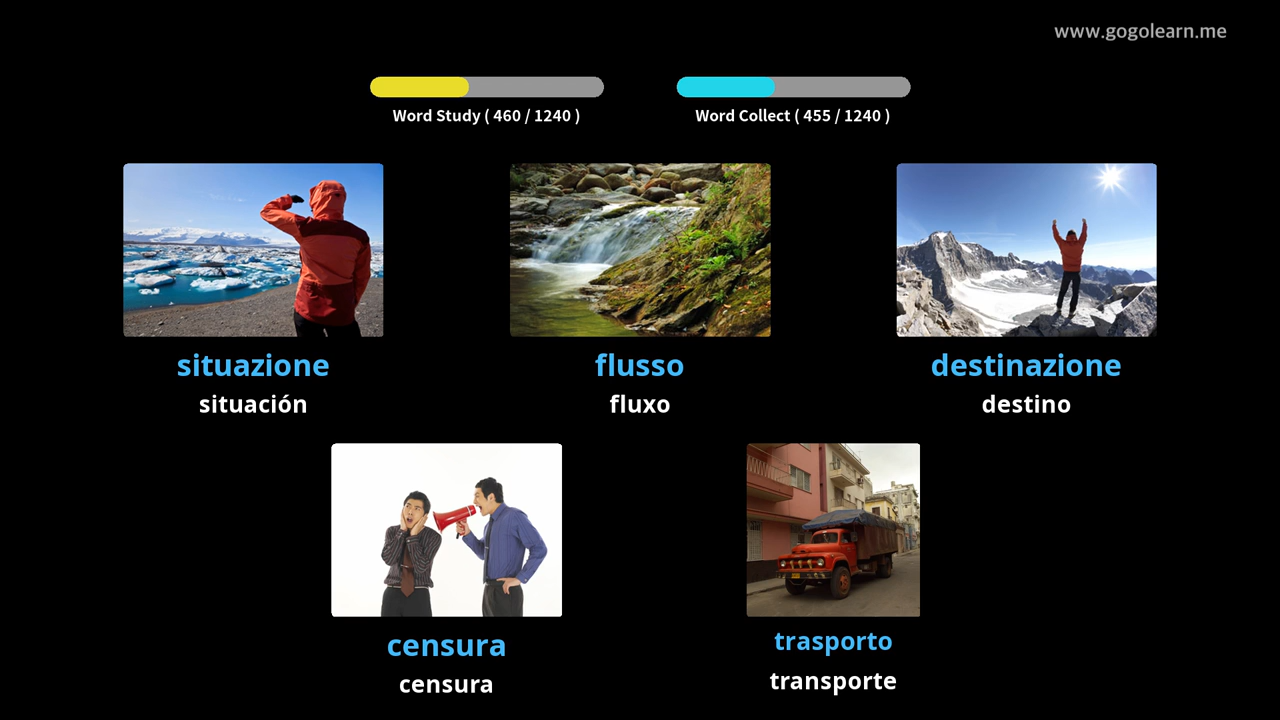 www.gogolearn.me
Word Study ( 460 / 1240 )
Word Collect ( 455 / 1240 )
situazione
situación
flusso
fluxo
destinazione
destino
censura
censura
trasporto
transporte